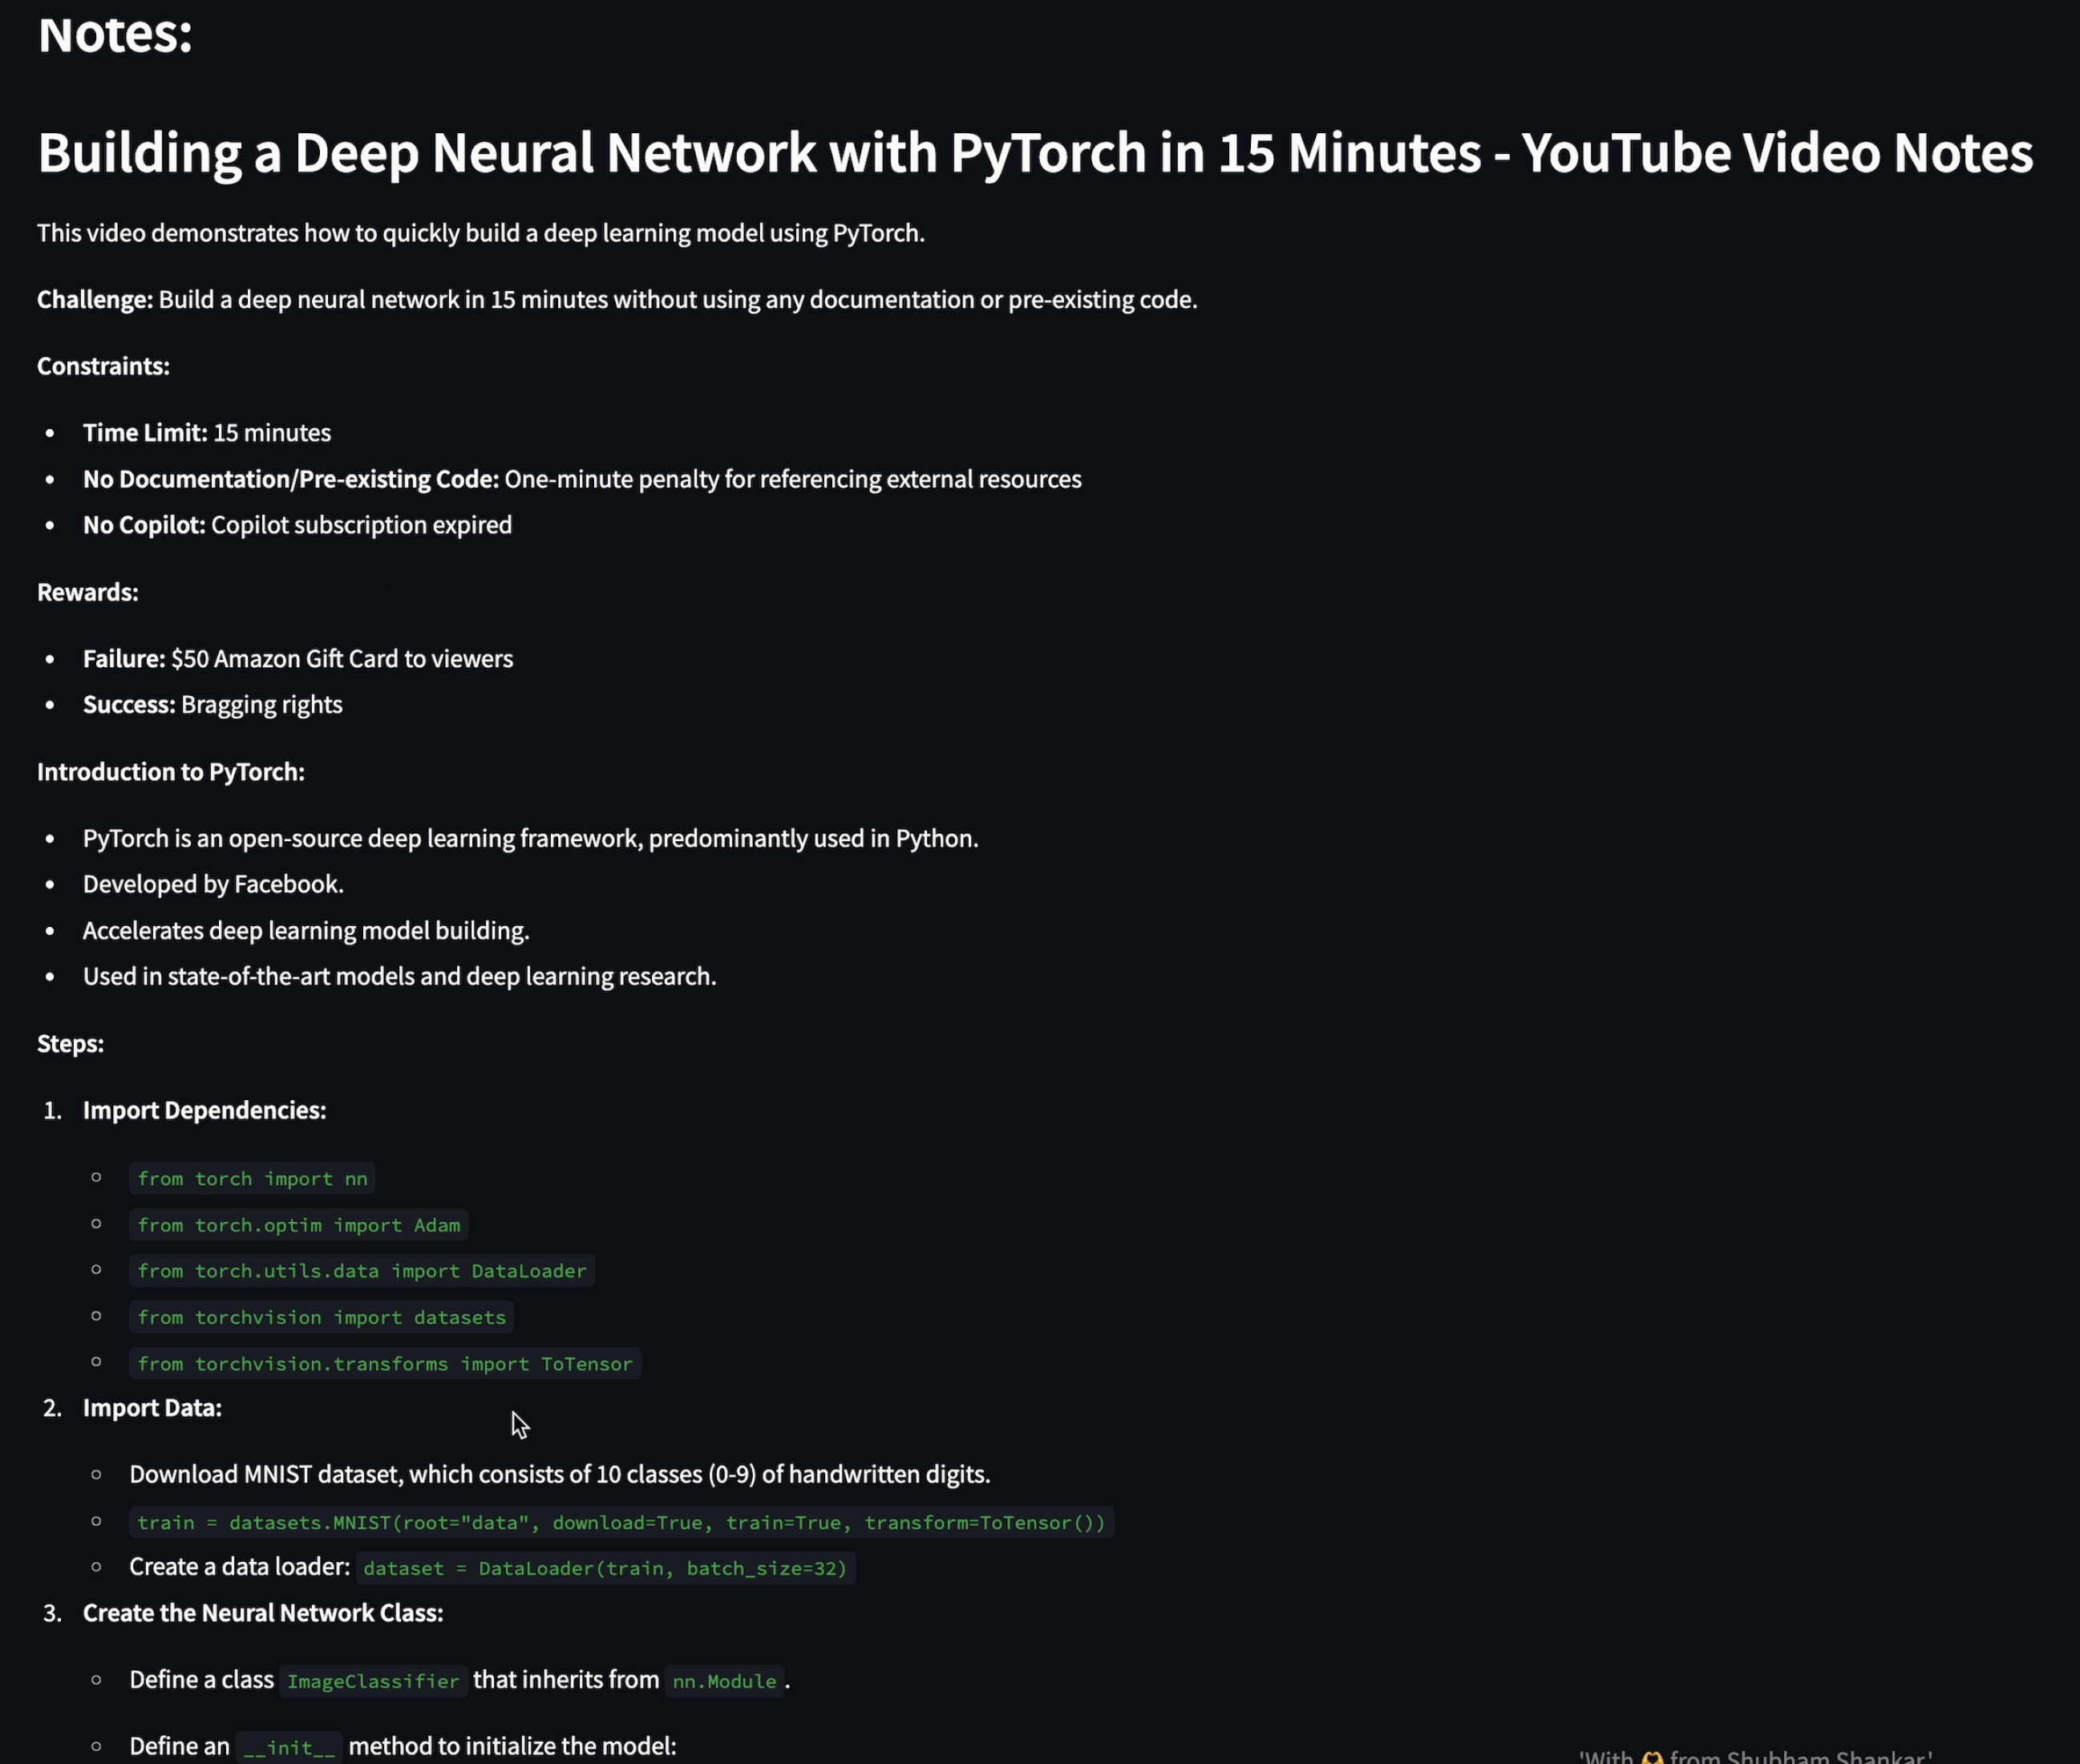 Notes:
Building a Deep Neural Network with PyTorch in 15 Minutes - YouTube Video Notes
This video demonstrates how to quickly build a deep learning model using PyTorch.
Challenge: Build a deep neural network in 15 minutes without using any documentation or pre-existing code.
Constraints:
• Time Limit: 15 minutes
• No Documentation/Pre-existing Code: One-minute penalty for referencing external resources
• No Copilot: Copilot subscription expired
Rewards:
• Failure: $50 Amazon Gift Card to viewers
• Success: Bragging rights
Introduction to PyTorch:
• PyTorch is an open-source deep learning framework, predominantly used in Python.
• Developed by Facebook.
• Accelerates deep learning model building.
• Used in state-of-the-art models and deep learning research.
Steps:
1. Import Dependencies:
○ from torch import nn
○ from torch.optim import Adam
○ from torch.utils.data import DataLoader
○ from torchvision import datasets
○ from torchvision.transforms import ToTensor
2. Import Data:
○ Download MNIST dataset, which consists of 10 classes (0-9) of handwritten digits.
○ train = datasets.MNIST(root="data", download=True, train=True, transform=ToTensor())
○ Create a data loader: dataset = DataLoader(train, batch_size=32)
3. Create the Neural Network Class:
○ Define a class ImageClassifier that inherits from nn.Module.
○ Define an __init__ method to initialize the model:
'With 🫶 from Shubham Shankar.'